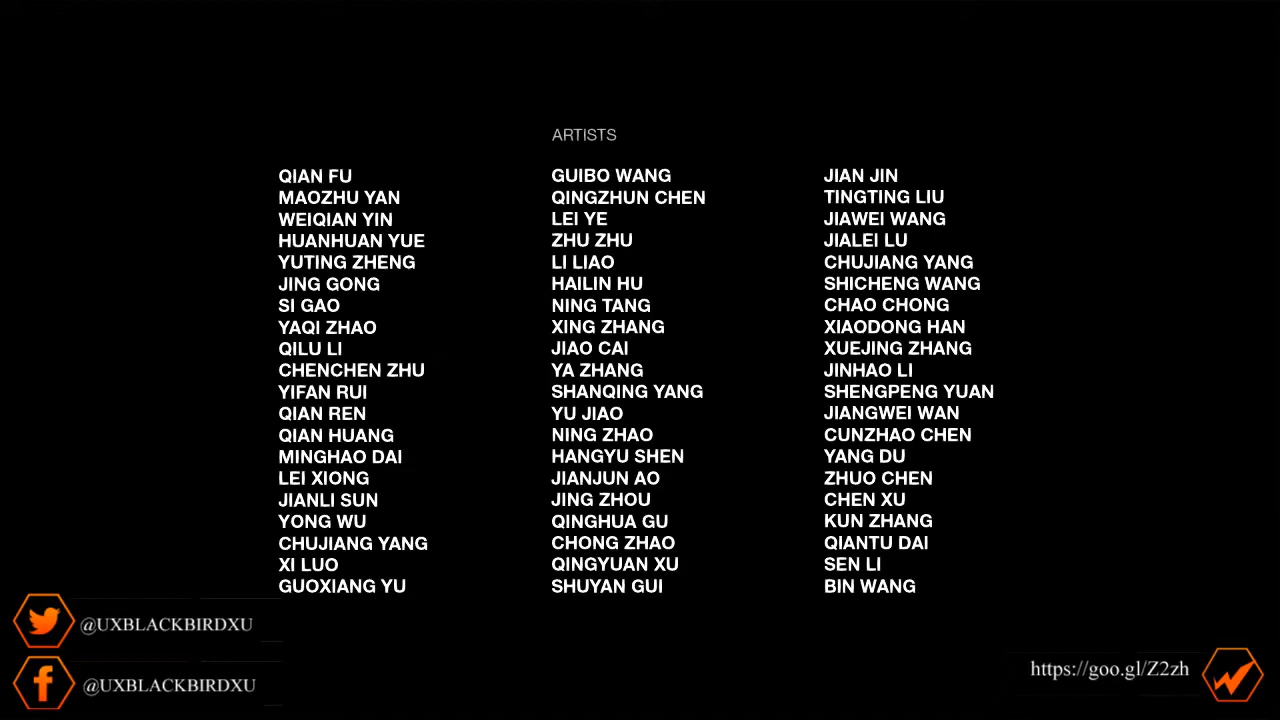 ARTISTS
QIAN FU
MAOZHU YAN
WEIQIAN YIN
HUANHUAN YUE
YUTING ZHENG
JING GONG
SI GAO
YAQI ZHAO
QILU LI
CHENCHEN ZHU
YIFAN RUI
QIAN REN
QIAN HUANG
MINGHAO DAI
LEI XIONG
JIANLI SUN
YONG WU
CHUJIANG YANG
XI LUO
GUOXIANG YU
GUIBO WANG
QINGZHUN CHEN
LEI YE
ZHU ZHU
LI LIAO
HAILIN HU
NING TANG
XING ZHANG
JIAO CAI
YA ZHANG
SHANQING YANG
YU JIAO
NING ZHAO
HANGYU SHEN
JIANJUN AO
JING ZHOU
QINGHUA GU
CHONG ZHAO
QINGYUAN XU
SHUYAN GUI
JIAN JIN
TINGTING LIU
JIAWEI WANG
JIALEI LU
CHUJIANG YANG
SHICHENG WANG
CHAO CHONG
XIAODONG HAN
XUEJING ZHANG
JINHAO LI
SHENGPENG YUAN
JIANGWEI WAN
CUNZHAO CHEN
YANG DU
ZHUO CHEN
CHEN XU
KUN ZHANG
QIANTU DAI
SEN LI
BIN WANG
@UXBLACKBIRDXU
@UXBLACKBIRDXU
https://goo.gl/Z2zh